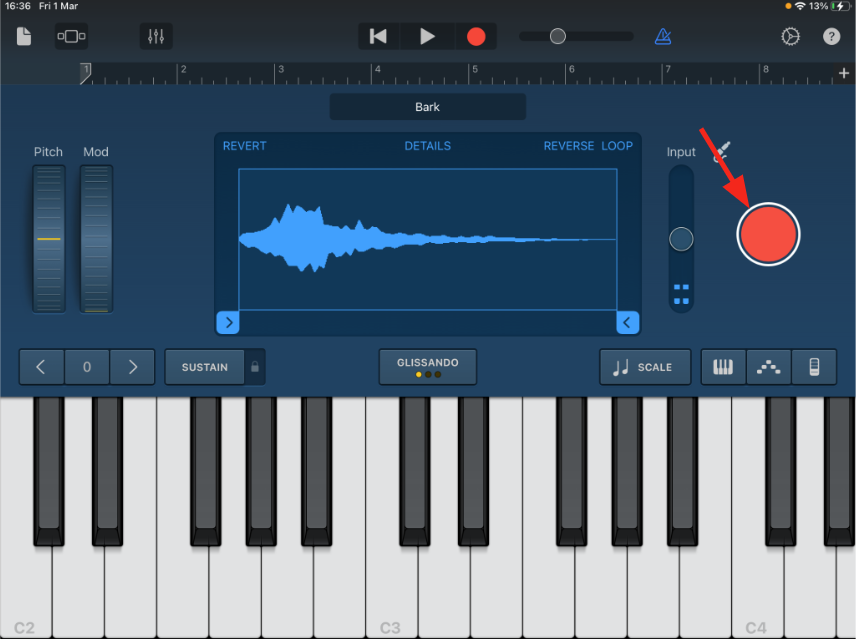 16:36 Fri 1 Mar 13%
?
1 2 3 4 5 6 7 8 +
Bark
Pitch Mod
REVERT DETAILS REVERSE LOOP
Input
0
SUSTAIN
GLISSANDO
SCALE
C2 C3 C4